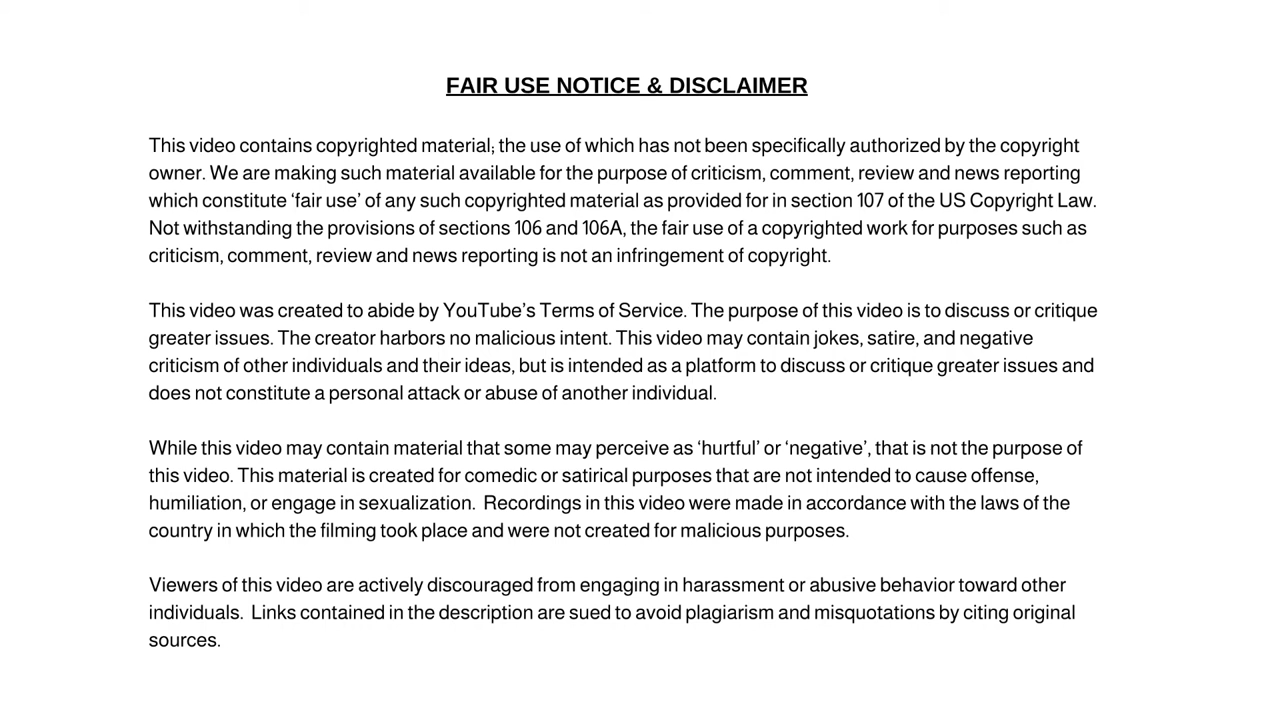 FAIR USE NOTICE & DISCLAIMER
This video contains copyrighted material; the use of which has not been specifically authorized by the copyright
owner. We are making such material available for the purpose of criticism, comment, review and news reporting
which constitute ‘fair use’ of any such copyrighted material as provided for in section 107 of the US Copyright Law.
Not withstanding the provisions of sections 106 and 106A, the fair use of a copyrighted work for purposes such as
criticism, comment, review and news reporting is not an infringement of copyright.
This video was created to abide by YouTube’s Terms of Service. The purpose of this video is to discuss or critique
greater issues. The creator harbors no malicious intent. This video may contain jokes, satire, and negative
criticism of other individuals and their ideas, but is intended as a platform to discuss or critique greater issues and
does not constitute a personal attack or abuse of another individual.
While this video may contain material that some may perceive as ‘hurtful’ or ‘negative’, that is not the purpose of
this video. This material is created for comedic or satirical purposes that are not intended to cause offense,
humiliation, or engage in sexualization.  Recordings in this video were made in accordance with the laws of the
country in which the filming took place and were not created for malicious purposes.
Viewers of this video are actively discouraged from engaging in harassment or abusive behavior toward other
individuals.  Links contained in the description are sued to avoid plagiarism and misquotations by citing original
sources.